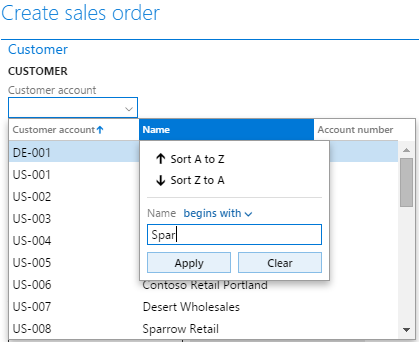 Create sales order
Customer
CUSTOMER
Customer account
Customer account↑ Name Account number
DE-001
US-001
US-002
US-003
US-004
US-005
US-006 Contoso Retail Portland
US-007 Desert Wholesales
US-008 Sparrow Retail
↑ Sort A to Z
↓ Sort Z to A
Name begins with
Spar
Apply Clear